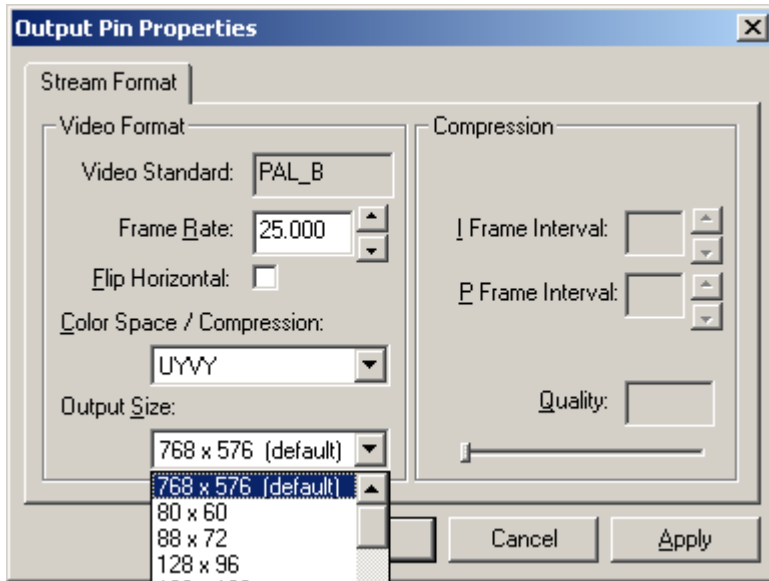 Output Pin Properties
Stream Format
Video Format
Video Standard: PAL_B
Frame Rate: 25.000
Flip Horizontal:
Color Space / Compression:
UYVY
Output Size:
768 x 576 (default)
768 x 576 (default)
80 x 60
88 x 72
128 x 96
Compression
I Frame Interval:
P Frame Interval:
Quality:
Cancel
Apply